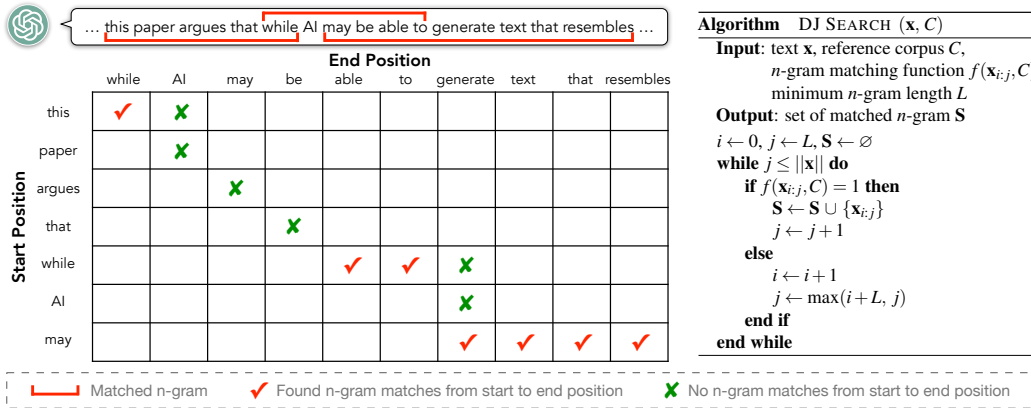 ... this paper argues that while AI may be able to generate text that resembles ...
End Position
while AI may be able to generate text that resembles
Start Position
this
paper
argues
that
while
AI
may
Matched n-gram
Found n-gram matches from start to end position
No n-gram matches from start to end position
Algorithm DJ SEARCH (x, C)
Input: text x, reference corpus C,
n-gram matching function f(x_{i:j}, C
minimum n-gram length L
Output: set of matched n-gram S
i ← 0, j ← L, S ← ∅
while j ≤ ||x|| do
if f(x_{i:j}, C) = 1 then
S ← S ∪ {x_{i:j}}
j ← j + 1
else
i ← i + 1
j ← max(i + L, j)
end if
end while